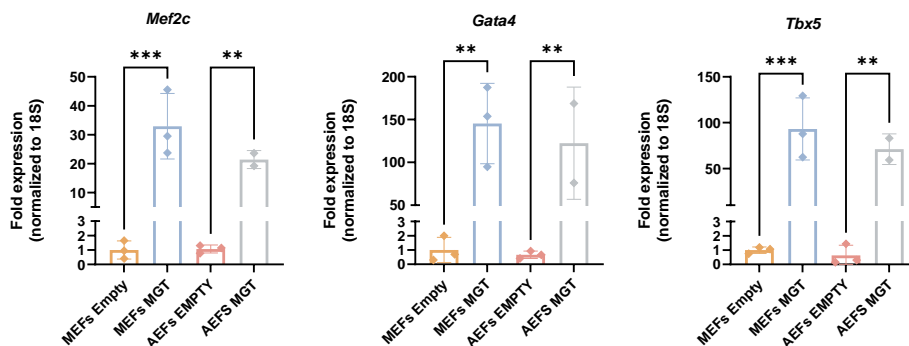 Mef2c
Fold expression
(normalized to 18S)
***
**
50
40
30
20
10
3
2
1
0
MEFs Empty
MEFs MGT
AEFs EMPTY
AEFS MGT
Gata4
Fold expression
(normalized to 18S)
**
**
200
150
100
50
3
2
1
0
MEFs Empty
MEFs MGT
AEFs EMPTY
AEFS MGT
Tbx5
Fold expression
(normalized to 18S)
***
**
150
100
50
3
2
1
0
MEFs Empty
MEFs MGT
AEFs EMPTY
AEFS MGT